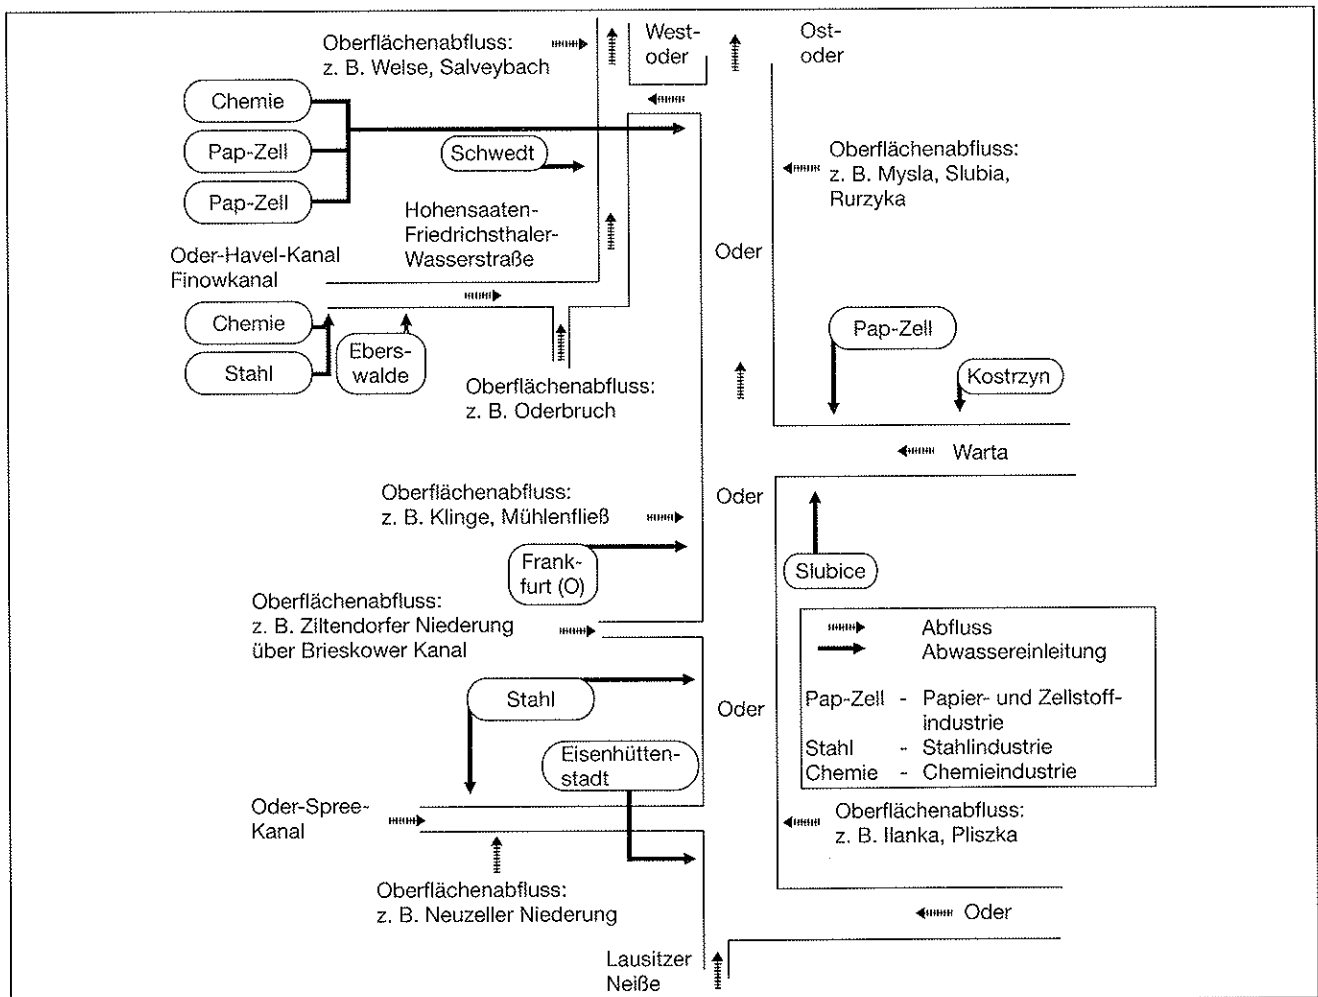 Oberflächenabfluss:
z. B. Welse, Salveybach
West-
oder
Ost-
oder
Chemie
Pap-Zell
Pap-Zell
Schwedt
Oberflächenabfluss:
z. B. Mysla, Slubia,
Rurzyka
Hohensaaten-
Friedrichsthaler-
Wasserstraße
Oder-Havel-Kanal
Finowkanal
Oder
Chemie
Stahl
Ebers-
walde
Oberflächenabfluss:
z. B. Oderbruch
Pap-Zell
Kostrzyn
Warta
Oberflächenabfluss:
z. B. Klinge, Mühlenfließ
Oder
Frank-
furt (O)
Slubice
Oberflächenabfluss:
z. B. Ziltendorfer Niederung
über Brieskower Kanal
Abfluss
Abwassereinleitung
Pap-Zell - Papier- und Zellstoff-
industrie
Stahl - Stahlindustrie
Chemie - Chemieindustrie
Stahl
Oder
Eisenhütten-
stadt
Oder-Spree-
Kanal
Oberflächenabfluss:
z. B. Ilanka, Pliszka
Oberflächenabfluss:
z. B. Neuzeller Niederung
Oder
Lausitzer
Neiße